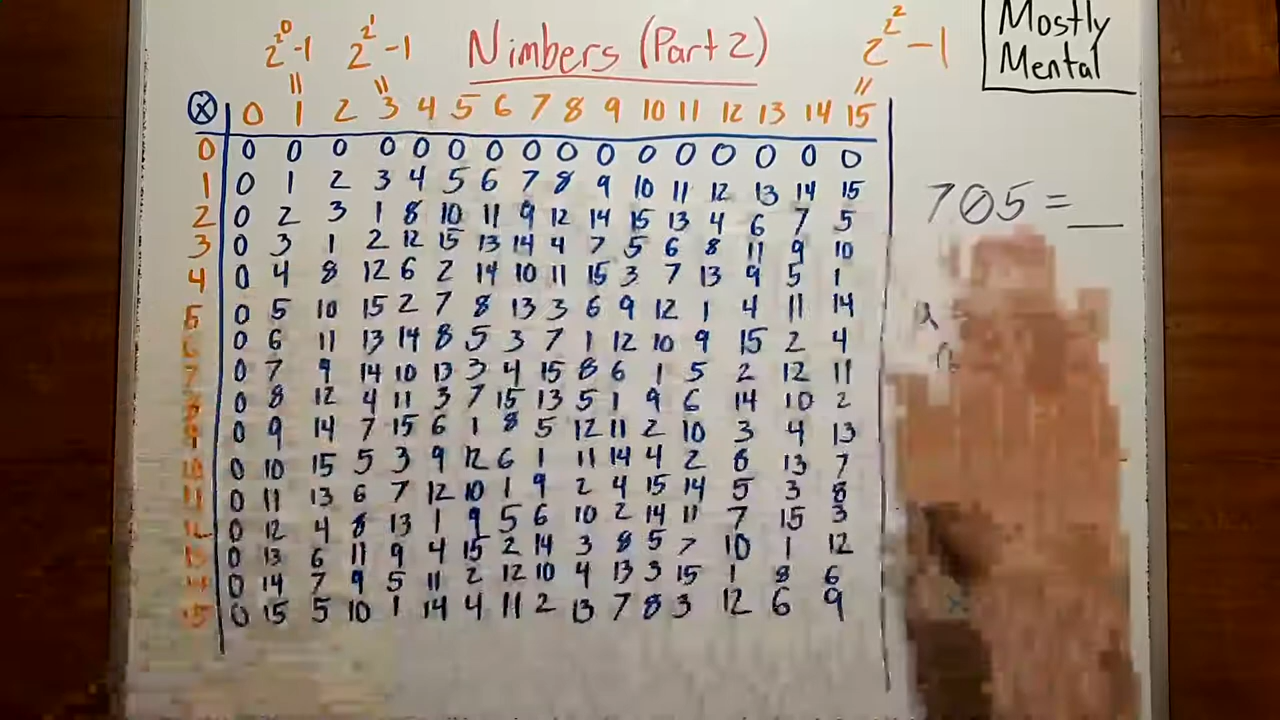 2^2^0-1 2^2^1-1 Nimbers (Part 2) 2^2^2-1
Mostly
Mental
= = =
ⓧ 0 1 2 3 4 5 6 7 8 9 10 11 12 13 14 15
0 0 0 0 0 0 0 0 0 0 0 0 0 0 0 0 0
1 0 1 2 3 4 5 6 7 8 9 10 11 12 13 14 15
2 0 2 3 1 8 10 11 9 12 14 15 13 4 6 7 5
3 0 3 1 2 12 15 13 14 4 7 5 6 8 11 9 10
4 0 4 8 12 6 2 14 10 11 15 3 7 13 9 5 1
5 0 5 10 15 2 7 8 13 3 6 9 12 1 4 11 14
6 0 6 11 13 14 8 5 3 7 1 12 10 9 15 2 4
7 0 7 9 14 10 13 3 4 15 8 6 1 5 2 12 11
8 0 8 12 4 11 3 7 15 13 5 1 9 6 14 10 2
9 0 9 14 7 15 6 1 8 5 12 11 2 10 3 4 13
10 0 10 15 5 3 9 12 6 1 11 14 4 2 8 13 7
11 0 11 13 6 7 12 10 1 9 2 4 15 14 5 3 8
12 0 12 4 8 13 1 9 5 6 10 2 14 11 7 15 3
13 0 13 6 11 9 4 15 2 14 3 8 5 7 10 1 12
14 0 14 7 9 5 11 2 12 10 4 13 3 15 1 8 6
15 0 15 5 10 1 14 4 11 2 13 7 8 3 12 6 9
7⊘5 = __